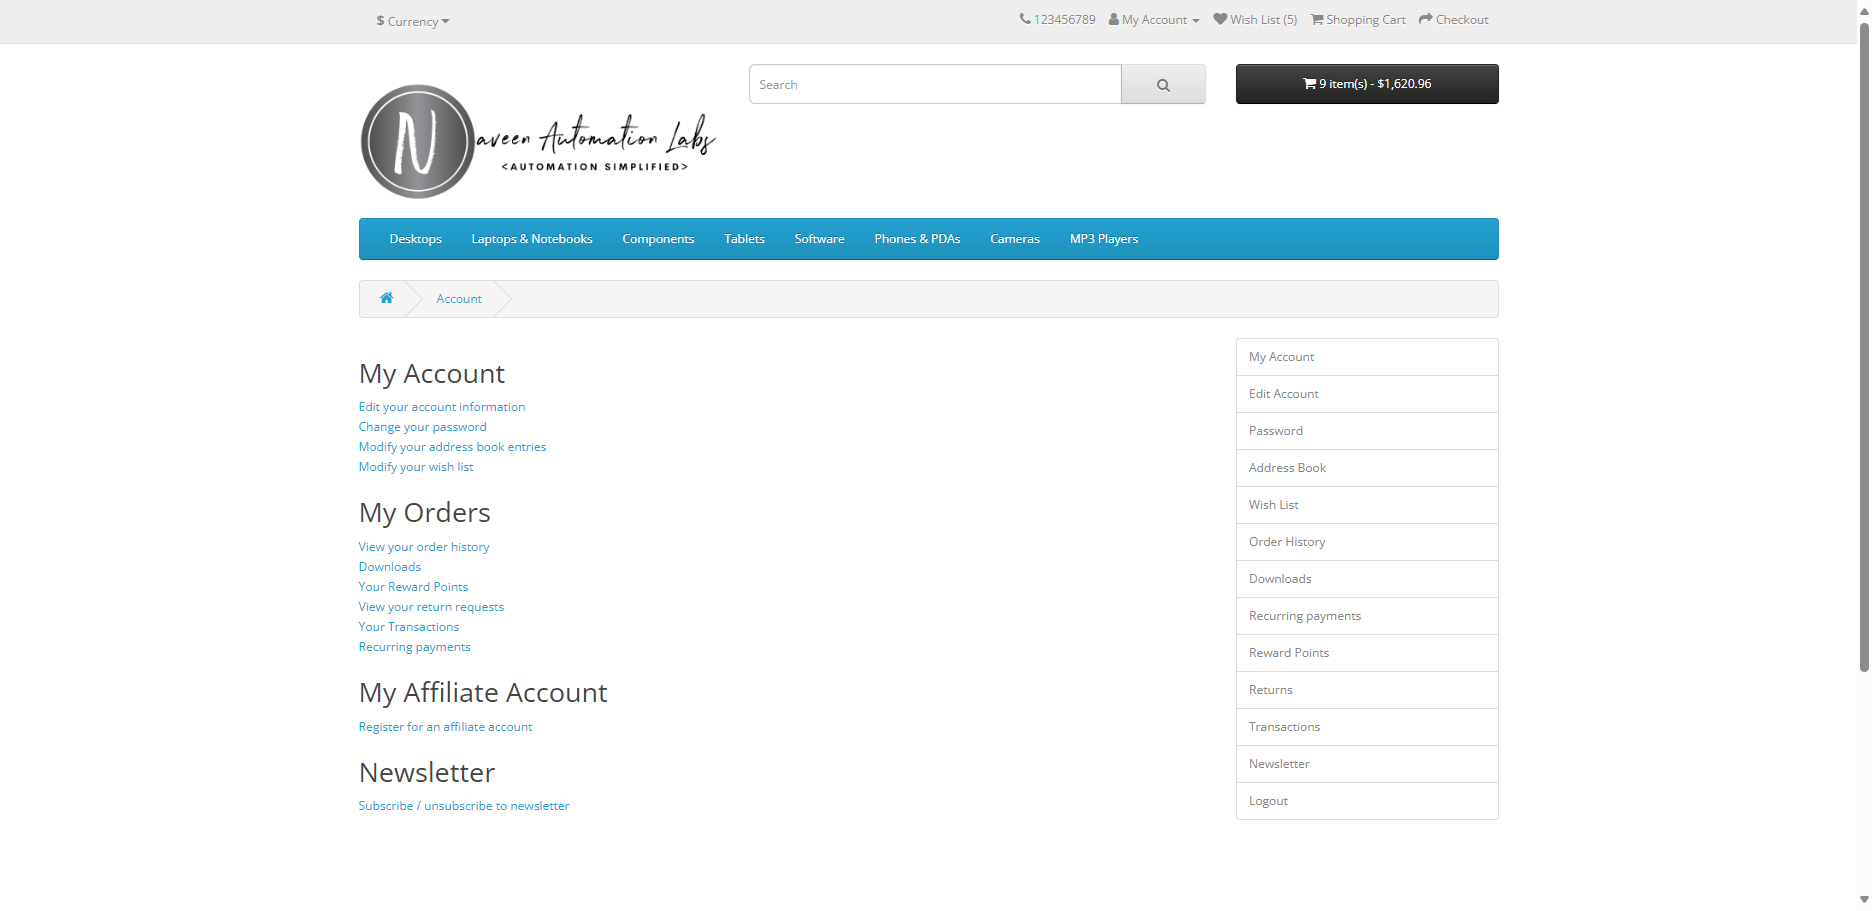 $ Currency
123456789 My Account Wish List (5) Shopping Cart Checkout
Search
9 item(s) - $1,620.96
Naveen Automation Labs
<AUTOMATION SIMPLIFIED>
Desktops Laptops & Notebooks Components Tablets Software Phones & PDAs Cameras MP3 Players
Account
My Account
Edit your account information
Change your password
Modify your address book entries
Modify your wish list
My Orders
View your order history
Downloads
Your Reward Points
View your return requests
Your Transactions
Recurring payments
My Affiliate Account
Register for an affiliate account
Newsletter
Subscribe / unsubscribe to newsletter
My Account
Edit Account
Password
Address Book
Wish List
Order History
Downloads
Recurring payments
Reward Points
Returns
Transactions
Newsletter
Logout